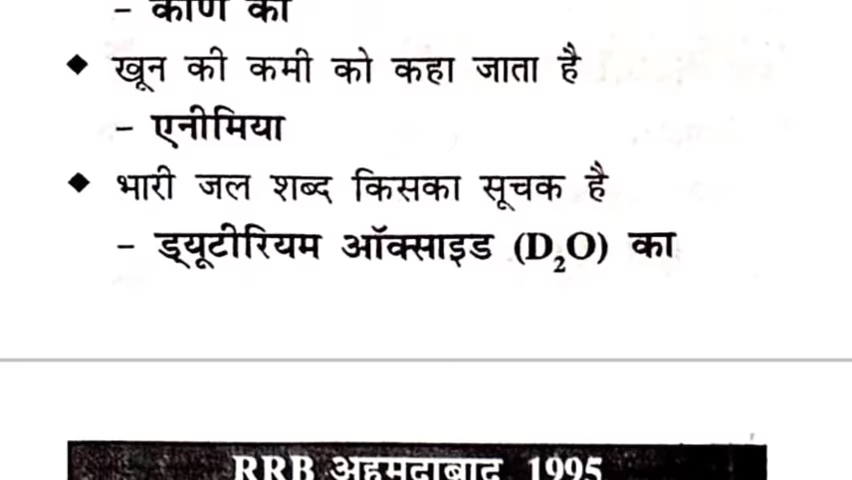 – कोण का
◆ खून की कमी को कहा जाता है
– एनीमिया
◆ भारी जल शब्द किसका सूचक है
– ड्यूटीरियम ऑक्साइड (D₂O) का
RRB अहमदाबाद 1995